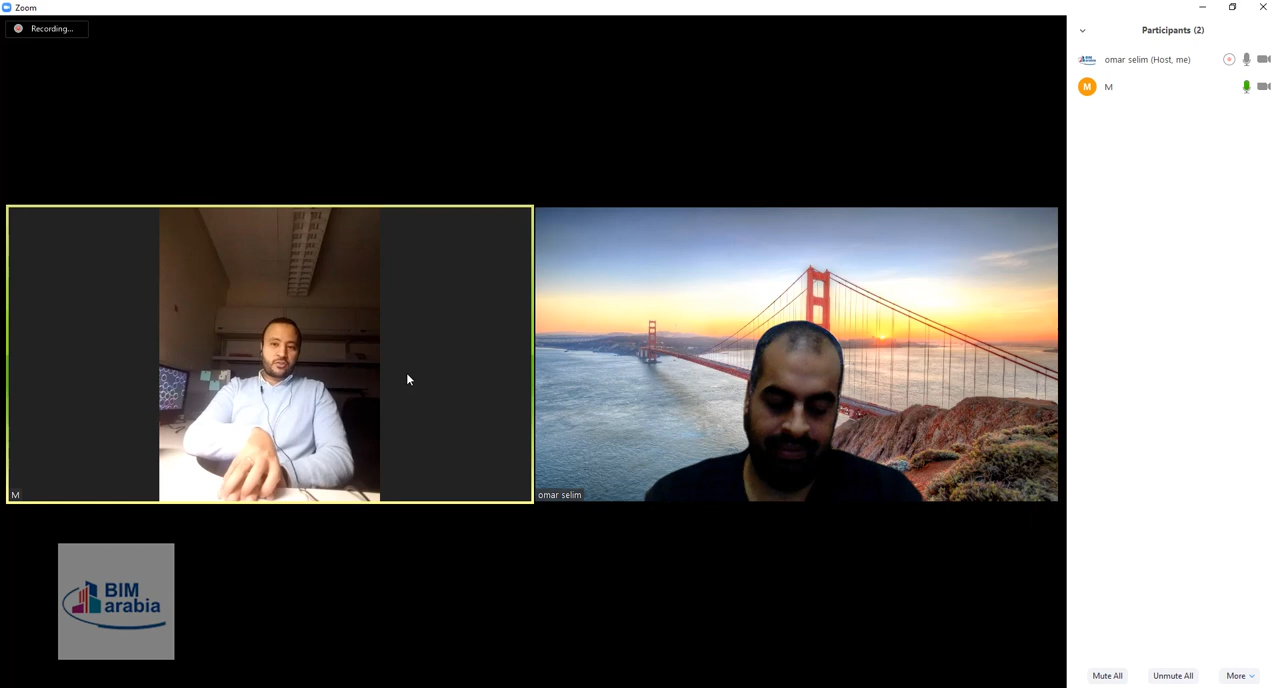 Zoom
Recording...
Participants (2)
omar selim (Host, me)
M
M
M
omar selim
BIM
arabia
Mute All
Unmute All
More